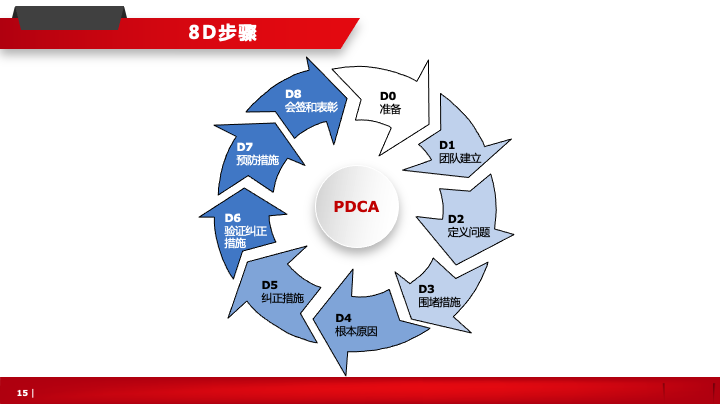 8D步骤
D0
准备
D1
团队建立
D2
定义问题
D3
围堵措施
D4
根本原因
D5
纠正措施
D6
验证纠正
措施
D7
预防措施
D8
会签和表彰
PDCA
15 |